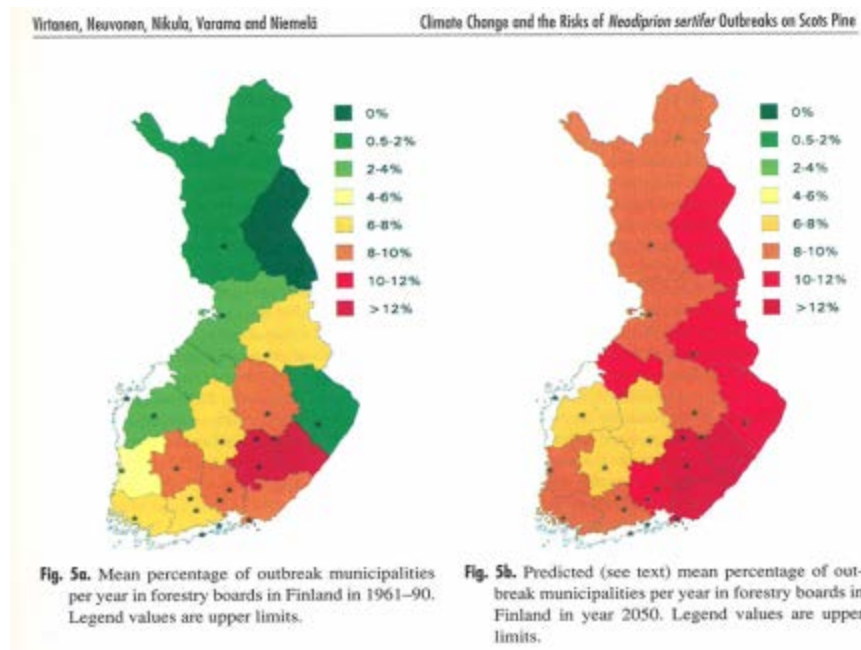 Virtanen, Neuvonen, Nikula, Varama and Niemelä
Climate Change and the Risks of Neodiprion sertifer Outbreaks on Scots Pine
0%
0.5-2%
2-4%
4-6%
6-8%
8-10%
10-12%
>12%
0%
0.5-2%
2-4%
4-6%
6-8%
8-10%
10-12%
>12%
Fig. 5a. Mean percentage of outbreak municipalities
per year in forestry boards in Finland in 1961–90.
Legend values are upper limits.
Fig. 5b. Predicted (see text) mean percentage of out-
break municipalities per year in forestry boards in
Finland in year 2050. Legend values are upper
limits.